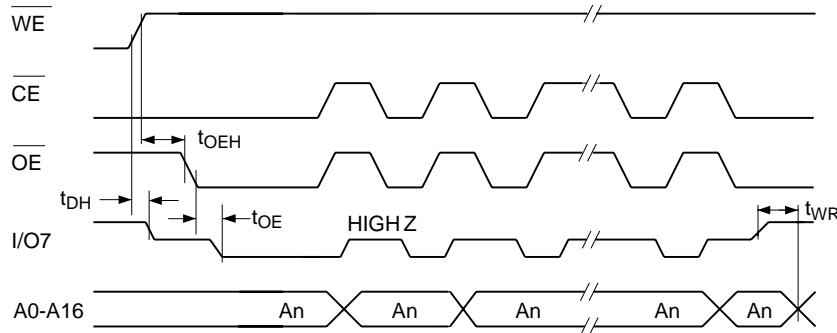 WE
CE
tOEH
OE
tDH
tOE
tWR
I/O7
HIGH Z
A0-A16
An An An An An